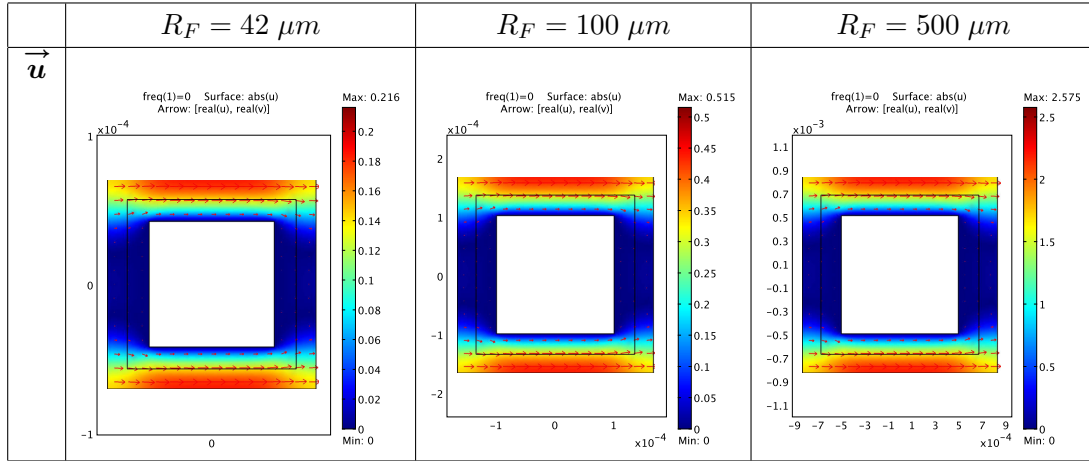 R_F = 42 μm R_F = 100 μm R_F = 500 μm
u
freq(1)=0 Surface: abs(u) Max: 0.216
Arrow: [real(u), real(v)]
x10^-4
1
0
-1
0
0.2
0.18
0.16
0.14
0.12
0.1
0.08
0.06
0.04
0.02
0
Min: 0
freq(1)=0 Surface: abs(u) Max: 0.515
Arrow: [real(u), real(v)]
x10^-4
2
1
0
-1
-2
-1 0 1
x10^-4
0.5
0.45
0.4
0.35
0.3
0.25
0.2
0.15
0.1
0.05
0
Min: 0
freq(1)=0 Surface: abs(u) Max: 2.575
Arrow: [real(u), real(v)]
x10^-3
1.1
0.9
0.7
0.5
0.3
0.1
-0.1
-0.3
-0.5
-0.7
-0.9
-1.1
-9 -7 -5 -3 -1 1 3 5 7 9
x10^-4
2.5
2
1.5
1
0.5
0
Min: 0